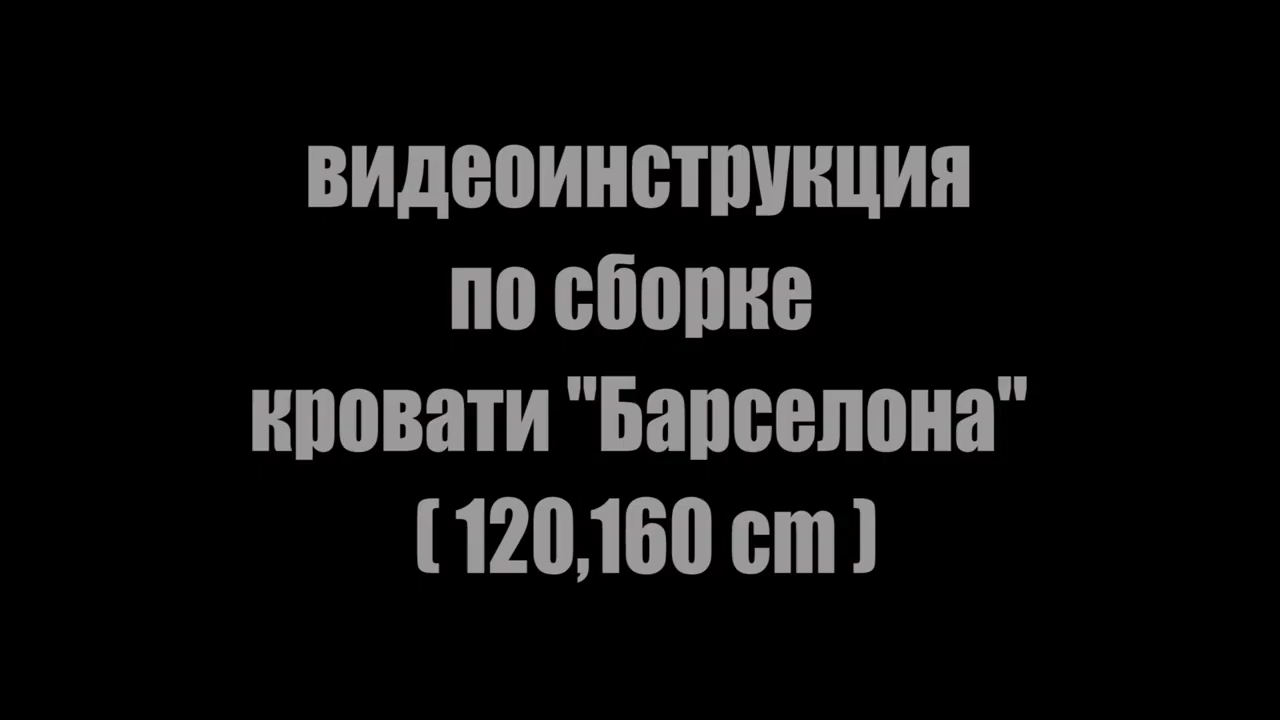 видеоинструкция
по сборке
кровати "Барселона"
( 120,160 cm )